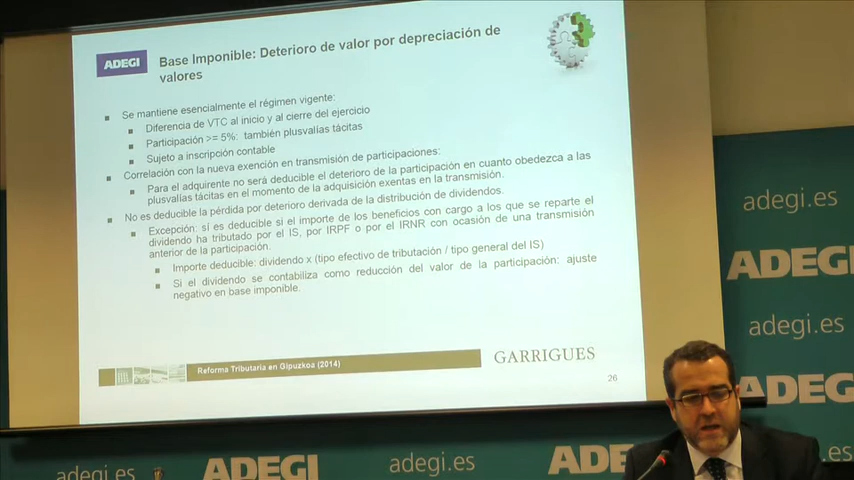 ADEGI
Base Imponible: Deterioro de valor por depreciación de
valores
Se mantiene esencialmente el régimen vigente:
Diferencia de VTC al inicio y al cierre del ejercicio
Participación >= 5%: también plusvalías tácitas
Sujeto a inscripción contable
Correlación con la nueva exención en transmisión de participaciones:
Para el adquirente no será deducible el deterioro de la participación en cuanto obedezca a las
plusvalías tácitas en el momento de la adquisición exentas en la transmisión.
No es deducible la pérdida por deterioro derivada de la distribución de dividendos.
Excepción: sí es deducible si el importe de los beneficios con cargo a los que se reparte el
dividendo ha tributado por el IS, por IRPF o por el IRNR con ocasión de una transmisión
anterior de la participación.
Importe deducible: dividendo x (tipo efectivo de tributación / tipo general del IS)
Si el dividendo se contabiliza como reducción del valor de la participación: ajuste
negativo en base imponible.
Reforma Tributaria en Gipuzkoa (2014)
GARRIGUES
26
adegi.es
ADEGI
adegi.es
ADEGI
adegi.es
ADEGI
adegi.es
ADE
.es